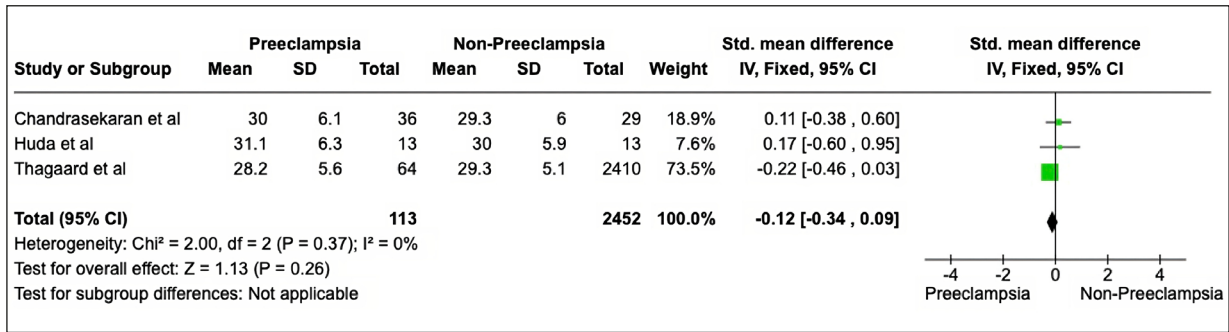 Preeclampsia Non-Preeclampsia Std. mean difference Std. mean difference
Study or Subgroup Mean SD Total Mean SD Total Weight IV, Fixed, 95% CI IV, Fixed, 95% CI
Chandrasekaran et al 30 6.1 36 29.3 6 29 18.9% 0.11 [-0.38 , 0.60]
Huda et al 31.1 6.3 13 30 5.9 13 7.6% 0.17 [-0.60 , 0.95]
Thagaard et al 28.2 5.6 64 29.3 5.1 2410 73.5% -0.22 [-0.46 , 0.03]
Total (95% CI) 113 2452 100.0% -0.12 [-0.34 , 0.09]
Heterogeneity: Chi² = 2.00, df = 2 (P = 0.37); I² = 0%
Test for overall effect: Z = 1.13 (P = 0.26)
Test for subgroup differences: Not applicable
-4 -2 0 2 4
Preeclampsia Non-Preeclampsia